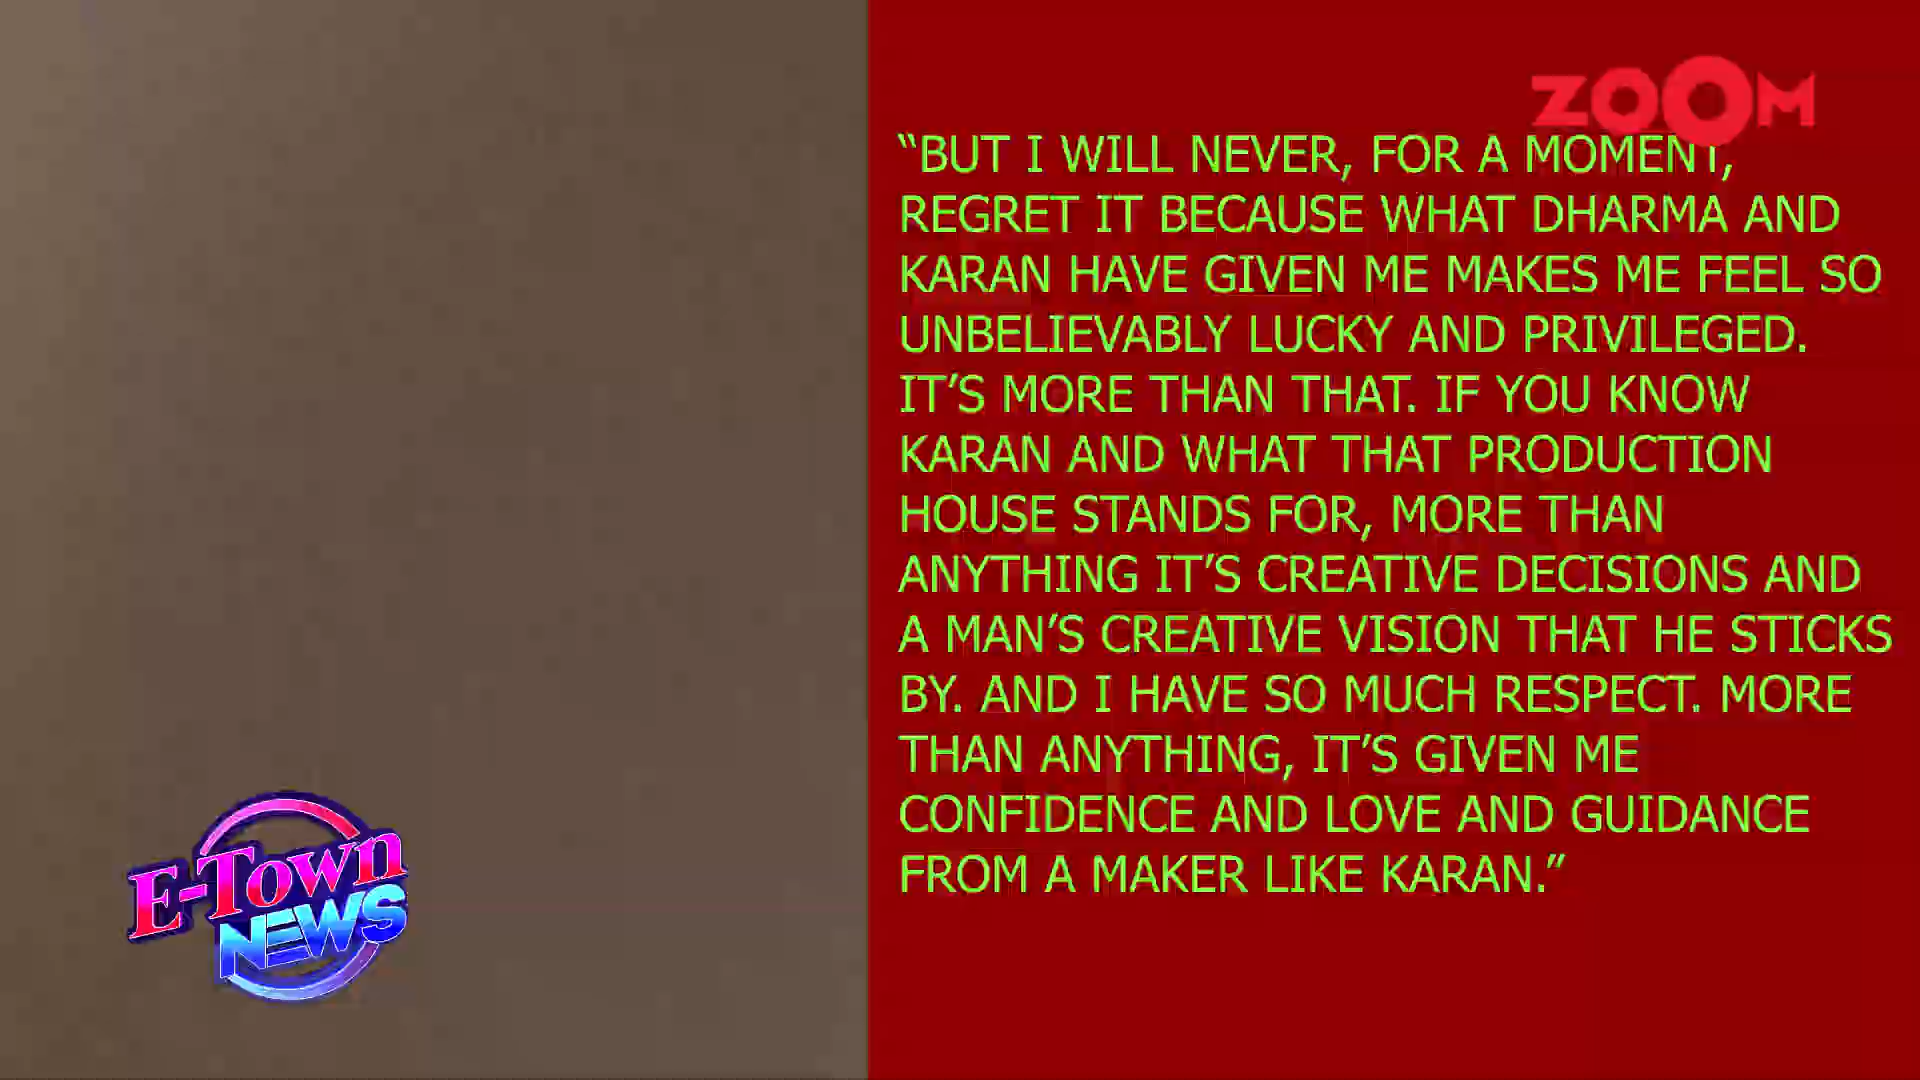 ZOOM
“BUT I WILL NEVER, FOR A MOMENT,
REGRET IT BECAUSE WHAT DHARMA AND
KARAN HAVE GIVEN ME MAKES ME FEEL SO
UNBELIEVABLY LUCKY AND PRIVILEGED.
IT’S MORE THAN THAT. IF YOU KNOW
KARAN AND WHAT THAT PRODUCTION
HOUSE STANDS FOR, MORE THAN
ANYTHING IT’S CREATIVE DECISIONS AND
A MAN’S CREATIVE VISION THAT HE STICKS
BY. AND I HAVE SO MUCH RESPECT. MORE
THAN ANYTHING, IT’S GIVEN ME
CONFIDENCE AND LOVE AND GUIDANCE
FROM A MAKER LIKE KARAN.”
E-TOWN
NEWS